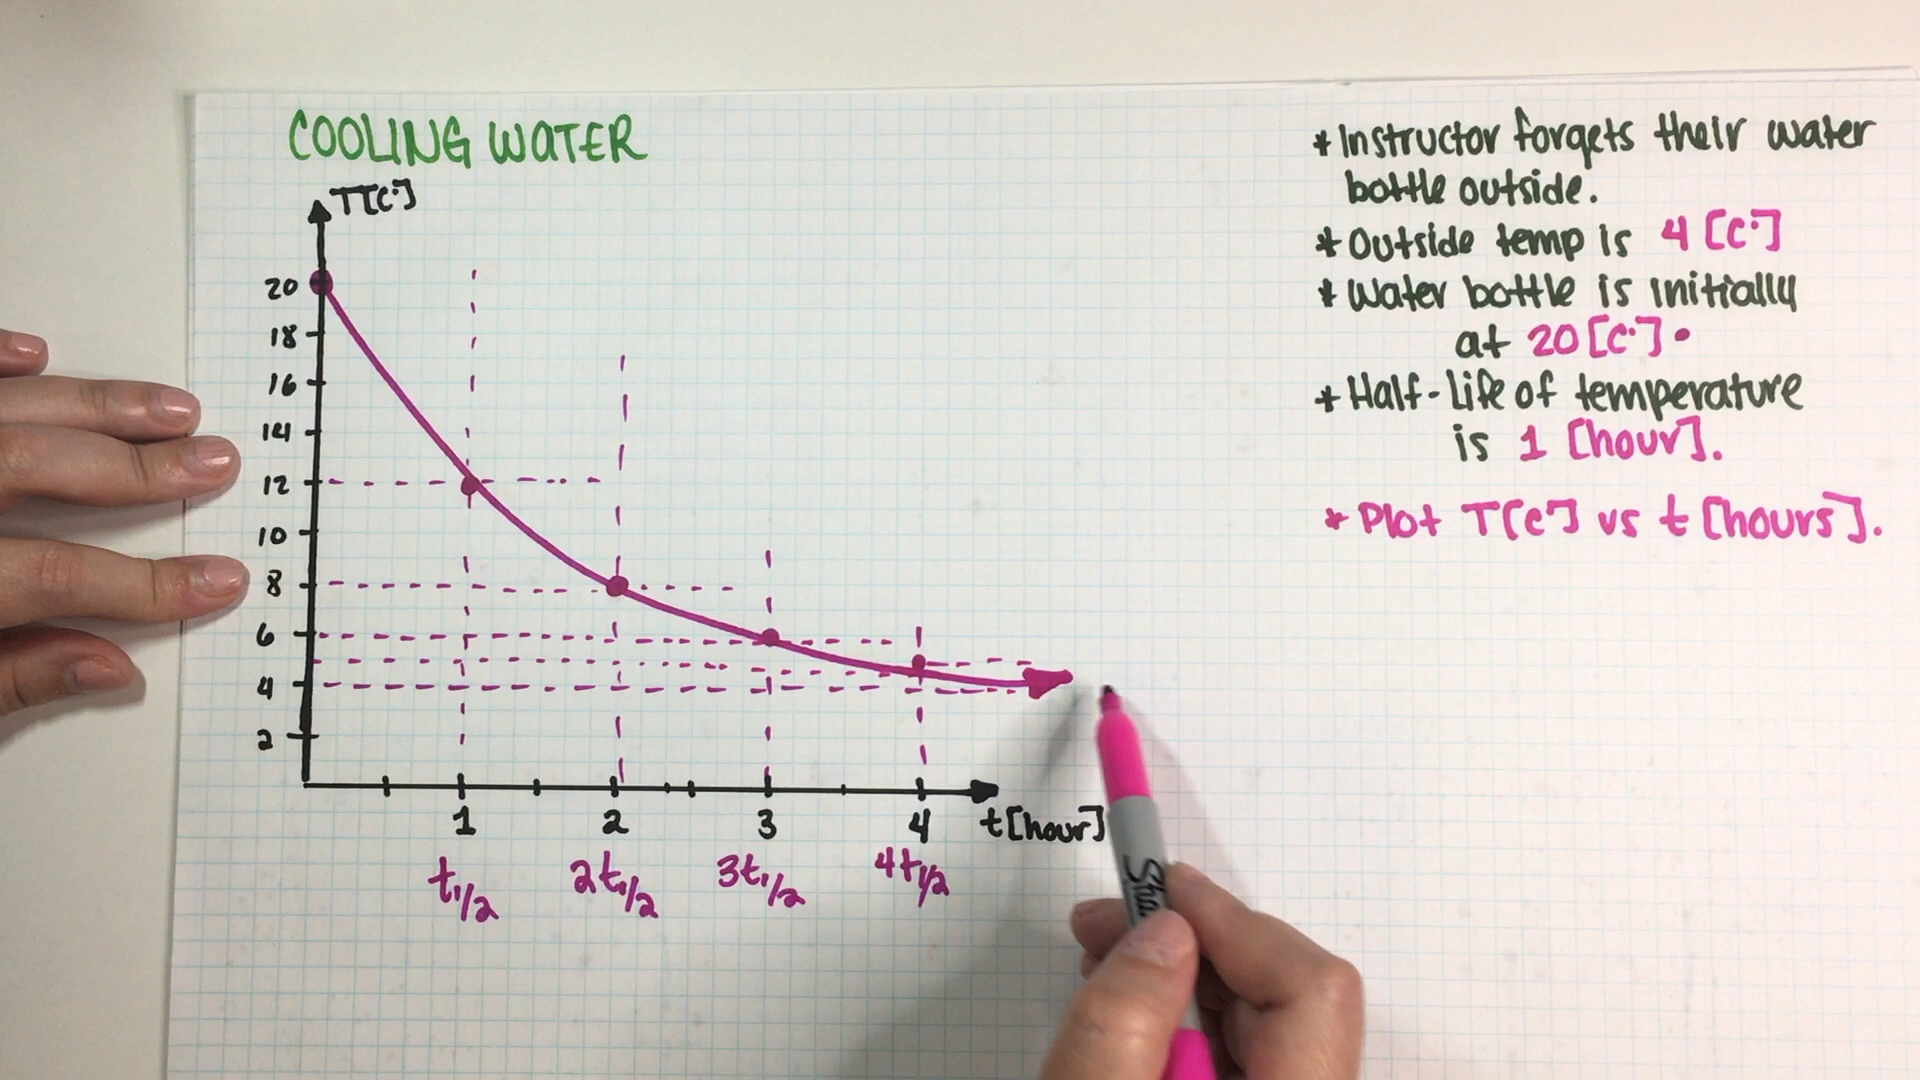 COOLING WATER
T[C°]
20
18
16
14
12
10
8
6
4
2
1 2 3 4 t[hour]
t1/2 2t1/2 3t1/2 4t1/2
* Instructor forgets their water
bottle outside.
* Outside temp is 4 [C°]
* Water bottle is initially
at 20 [C°] •
* Half-Life of temperature
is 1 [hour].
* Plot T[C°] vs t [hours].
Sha